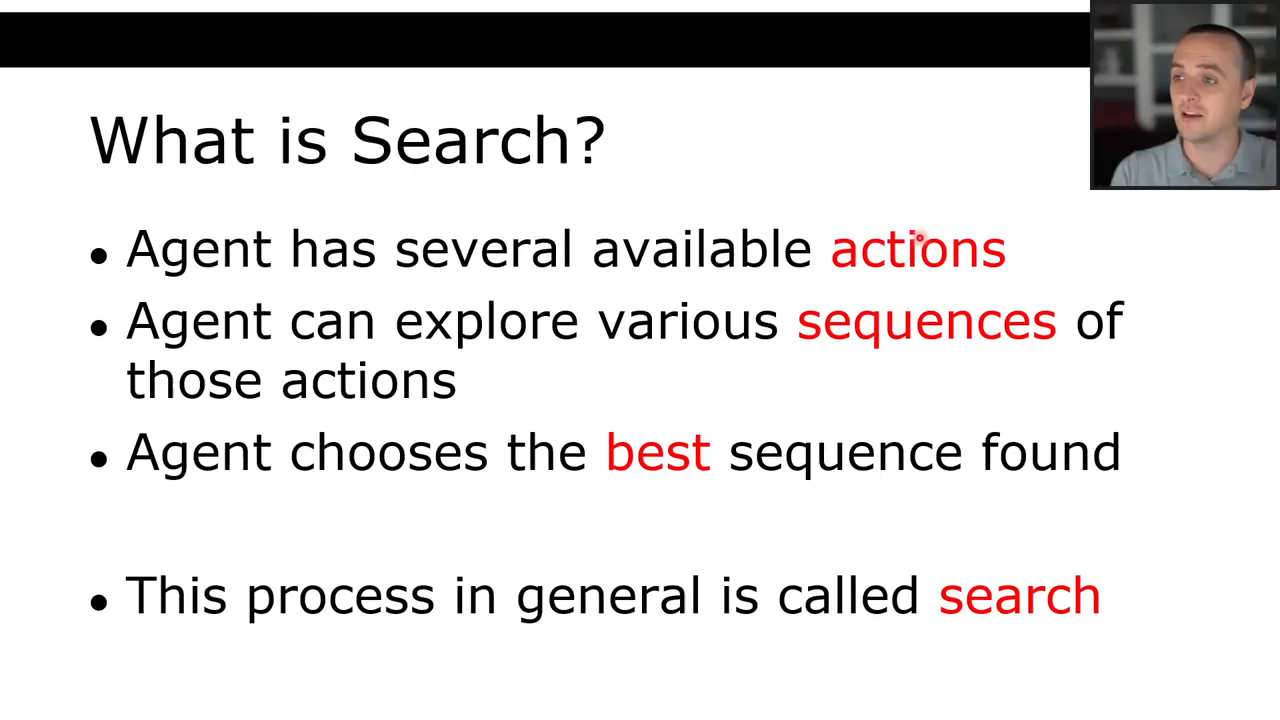 What is Search?
• Agent has several available actions
• Agent can explore various sequences of
those actions
• Agent chooses the best sequence found
• This process in general is called search